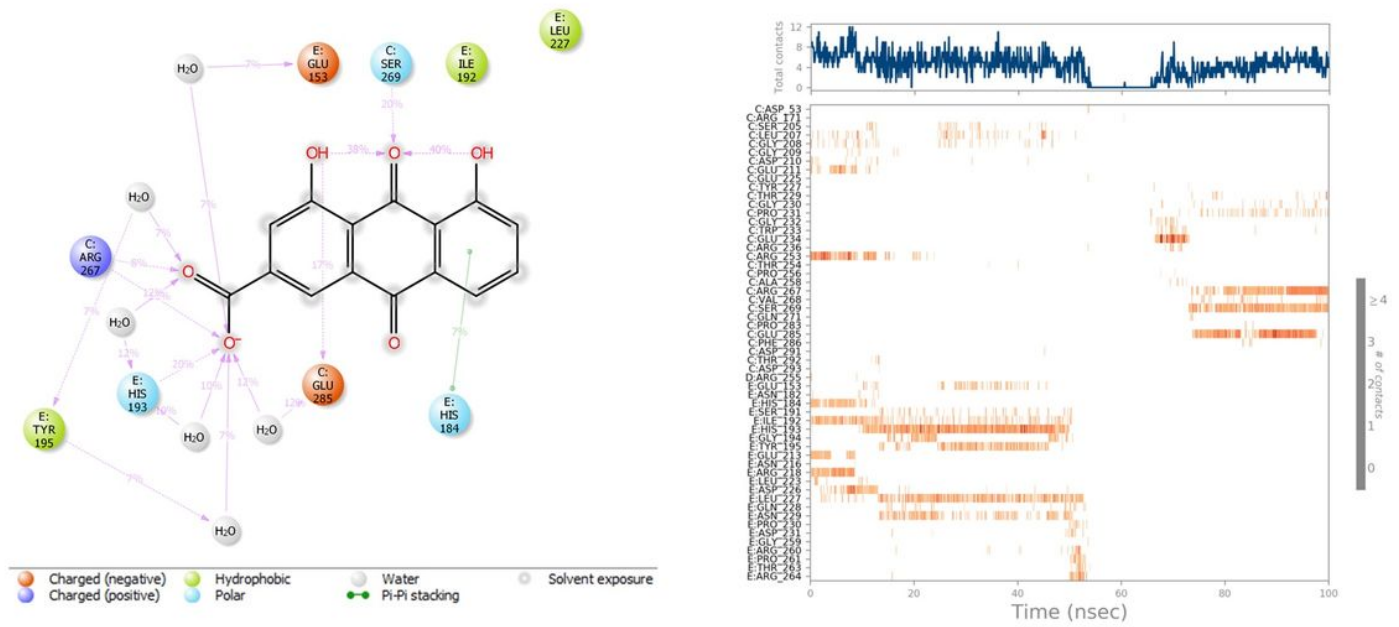 E:
LEU
227
E:
GLU
153
C:
SER
269
E:
ILE
192
H₂O
7%
20%
OH
38%
O
40%
OH
H₂O
7%
7%
C:
ARG
267
8%
O
17%
12%
7%
H₂O
O⁻
12%
20%
10%
12%
E:
HIS
193
C:
GLU
285
7%
E:
HIS
184
O
10%
H₂O
H₂O
12%
7%
E:
TYR
195
7%
H₂O
Charged (negative)
Charged (positive)
Hydrophobic
Polar
Water
Pi-Pi stacking
Solvent exposure
Total contacts
12
8
4
0
C:ASP_53
C:ARG_171
C:SER_205
C:LEU_207
C:GLY_208
C:GLY_209
C:ASP_210
C:GLU_211
C:GLU_225
C:TYR_227
C:THR_229
C:GLY_230
C:PRO_231
C:GLY_232
C:TRP_233
C:GLU_234
C:ARG_236
C:ARG_253
C:THR_254
C:PRO_256
C:ALA_258
C:ARG_267
C:VAL_268
C:SER_269
C:GLN_271
C:PRO_283
C:GLU_285
C:PHE_286
C:ASP_291
C:THR_292
C:ASP_293
D:ARG_255
E:GLU_153
E:ASN_182
E:HIS_184
E:SER_191
E:ILE_192
E:HIS_193
E:GLY_194
E:TYR_195
E:GLU_213
E:ASN_216
E:ARG_218
E:LEU_223
E:ASP_226
E:LEU_227
E:GLN_228
E:ASN_229
E:PRO_230
E:ASP_231
E:GLY_259
E:ARG_260
E:PRO_261
E:THR_263
E:ARG_264
0
20
40
60
80
100
Time (nsec)
≥4
3
2
1
0
# of contacts